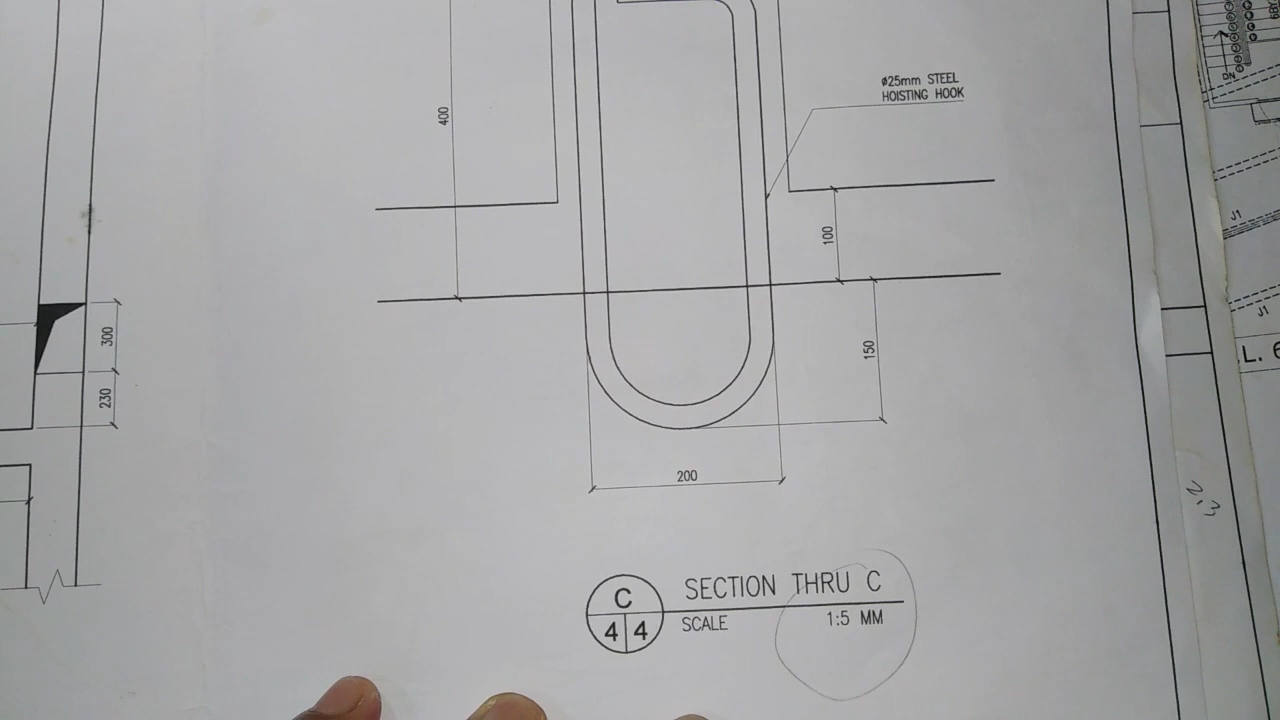 400
ø25mm STEEL
HOISTING HOOK
100
300
230
150
200
C
4 4
SECTION THRU C
SCALE 1:5 MM
DN
J1
J1